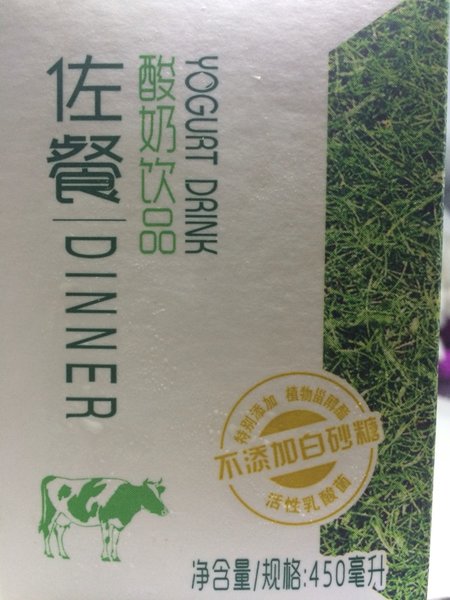 佐餐 | DINNER
酸奶饮品
YOGURT DRINK
特别添加 植物甾醇酯
不添加白砂糖
活性乳酸菌
净含量/规格:450毫升